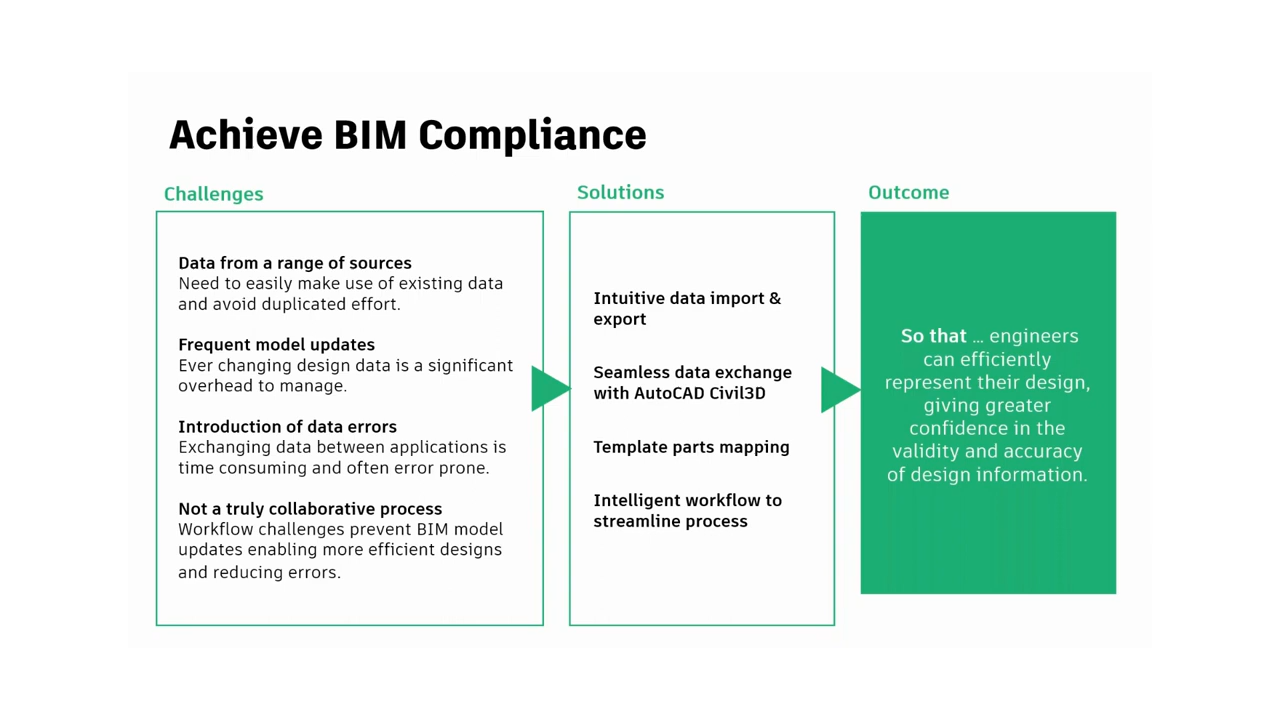 Achieve BIM Compliance
Challenges
Data from a range of sources
Need to easily make use of existing data
and avoid duplicated effort.
Frequent model updates
Ever changing design data is a significant
overhead to manage.
Introduction of data errors
Exchanging data between applications is
time consuming and often error prone.
Not a truly collaborative process
Workflow challenges prevent BIM model
updates enabling more efficient designs
and reducing errors.
Solutions
Intuitive data import &
export
Seamless data exchange
with AutoCAD Civil3D
Template parts mapping
Intelligent workflow to
streamline process
Outcome
So that ... engineers
can efficiently
represent their design,
giving greater
confidence in the
validity and accuracy
of design information.